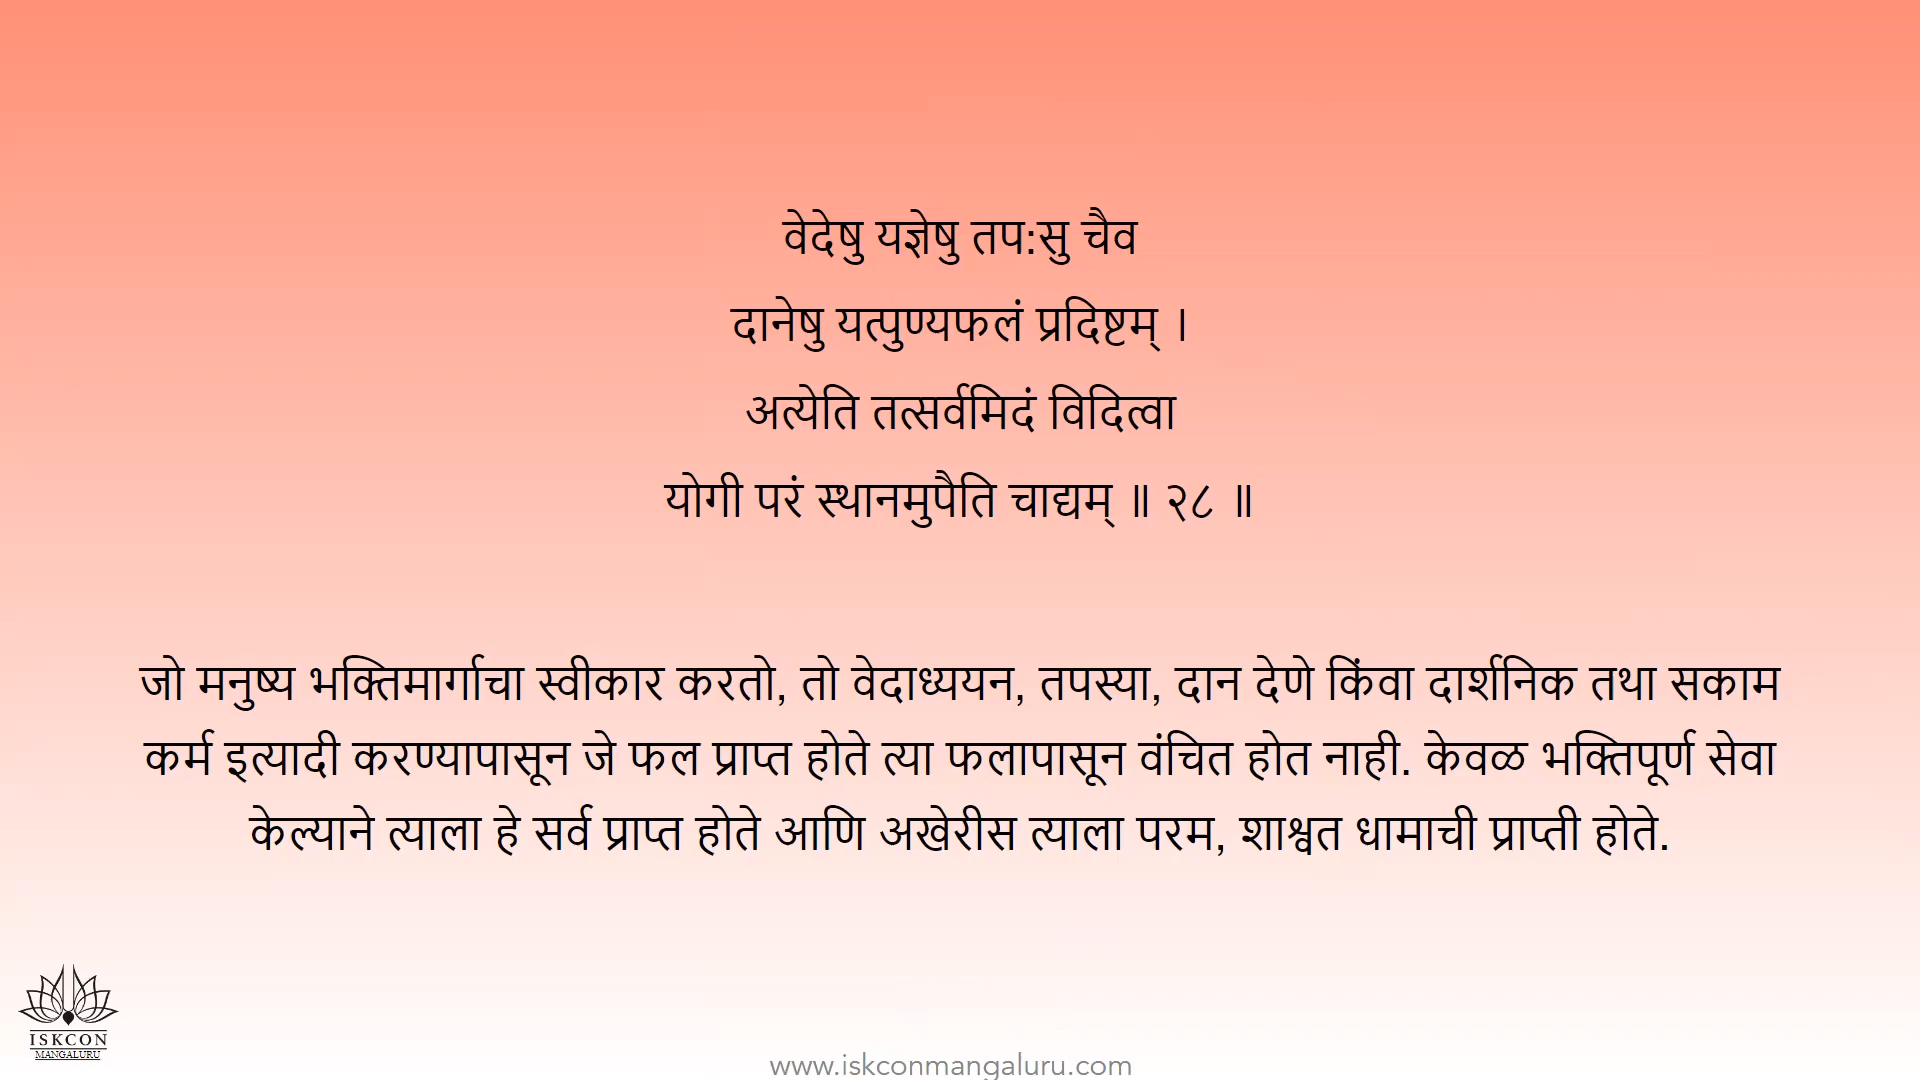 वेदेषु यज्ञेषु तप:सु चैव
दानेषु यत्पुण्यफलं प्रदिष्टम् ।
अत्येति तत्सर्वमिदं विदित्वा
योगी परं स्थानमुपैति चाद्यम् ॥ २८ ॥
जो मनुष्य भक्तिमार्गाचा स्वीकार करतो, तो वेदाध्ययन, तपस्या, दान देणे किंवा दार्शनिक तथा सकाम
कर्म इत्यादी करण्यापासून जे फल प्राप्त होते त्या फलापासून वंचित होत नाही. केवळ भक्तिपूर्ण सेवा
केल्याने त्याला हे सर्व प्राप्त होते आणि अखेरीस त्याला परम, शाश्वत धामाची प्राप्ती होते.
ISKCON
MANGALURU
www.iskconmangaluru.com